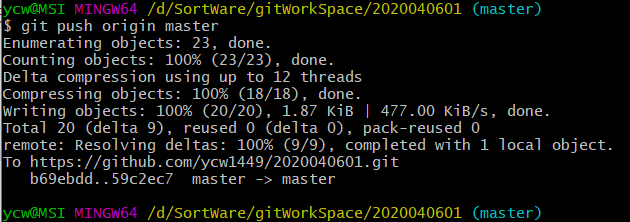 ycw@MSI MINGW64 /d/SortWare/gitWorkSpace/2020040601 (master)
$ git push origin master
Enumerating objects: 23, done.
Counting objects: 100% (23/23), done.
Delta compression using up to 12 threads
Compressing objects: 100% (18/18), done.
Writing objects: 100% (20/20), 1.87 KiB | 477.00 KiB/s, done.
Total 20 (delta 9), reused 0 (delta 0), pack-reused 0
remote: Resolving deltas: 100% (9/9), completed with 1 local object.
To https://github.com/ycw1449/2020040601.git
   b69ebdd..59c2ec7  master -> master
ycw@MSI MINGW64 /d/SortWare/gitWorkSpace/2020040601 (master)